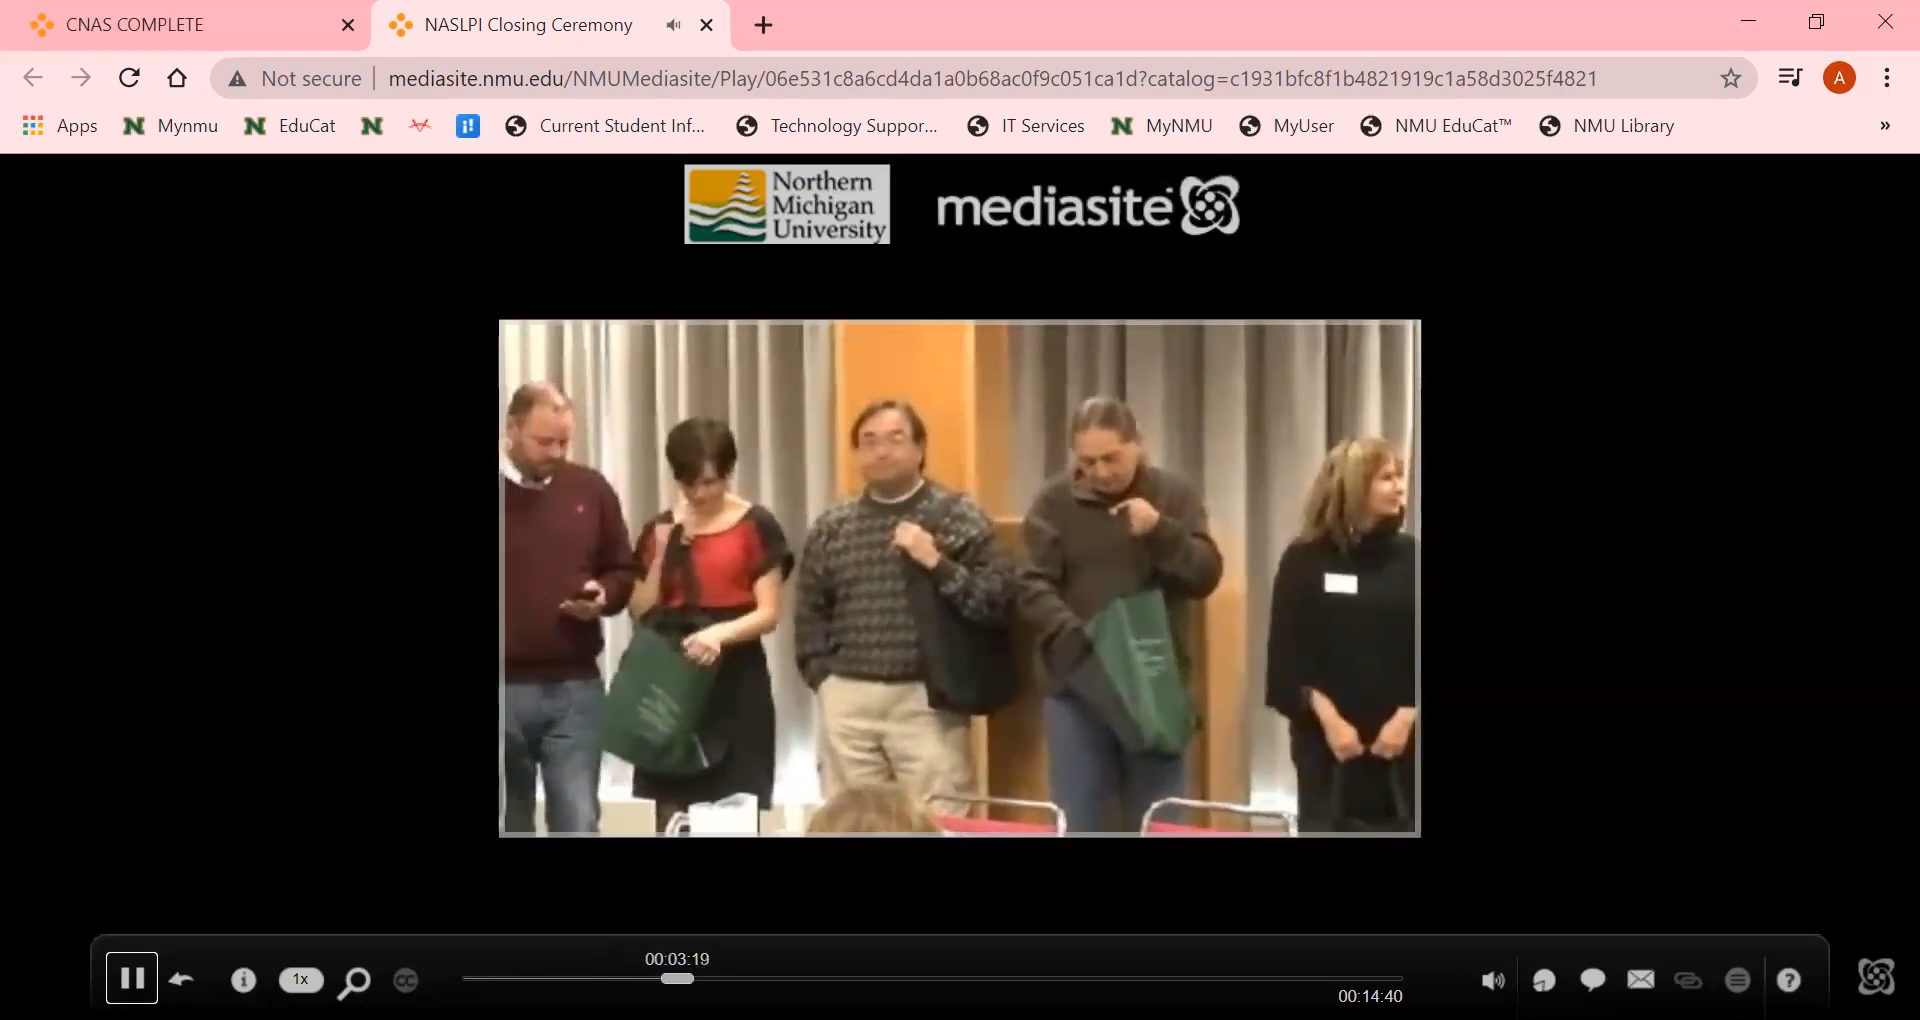 CNAS COMPLETE
NASLPI Closing Ceremony
Not secure
mediasite.nmu.edu/NMUMediasite/Play/06e531c8a6cd4da1a0b68ac0f9c051ca1d?catalog=c1931bfc8f1b4821919c1a58d3025f4821
A
Apps
Mynmu
EduCat
Current Student Inf...
Technology Suppor...
IT Services
MyNMU
MyUser
NMU EduCat™
NMU Library
»
Northern
Michigan
University
mediasite
00:03:19
1x
CC
00:14:40